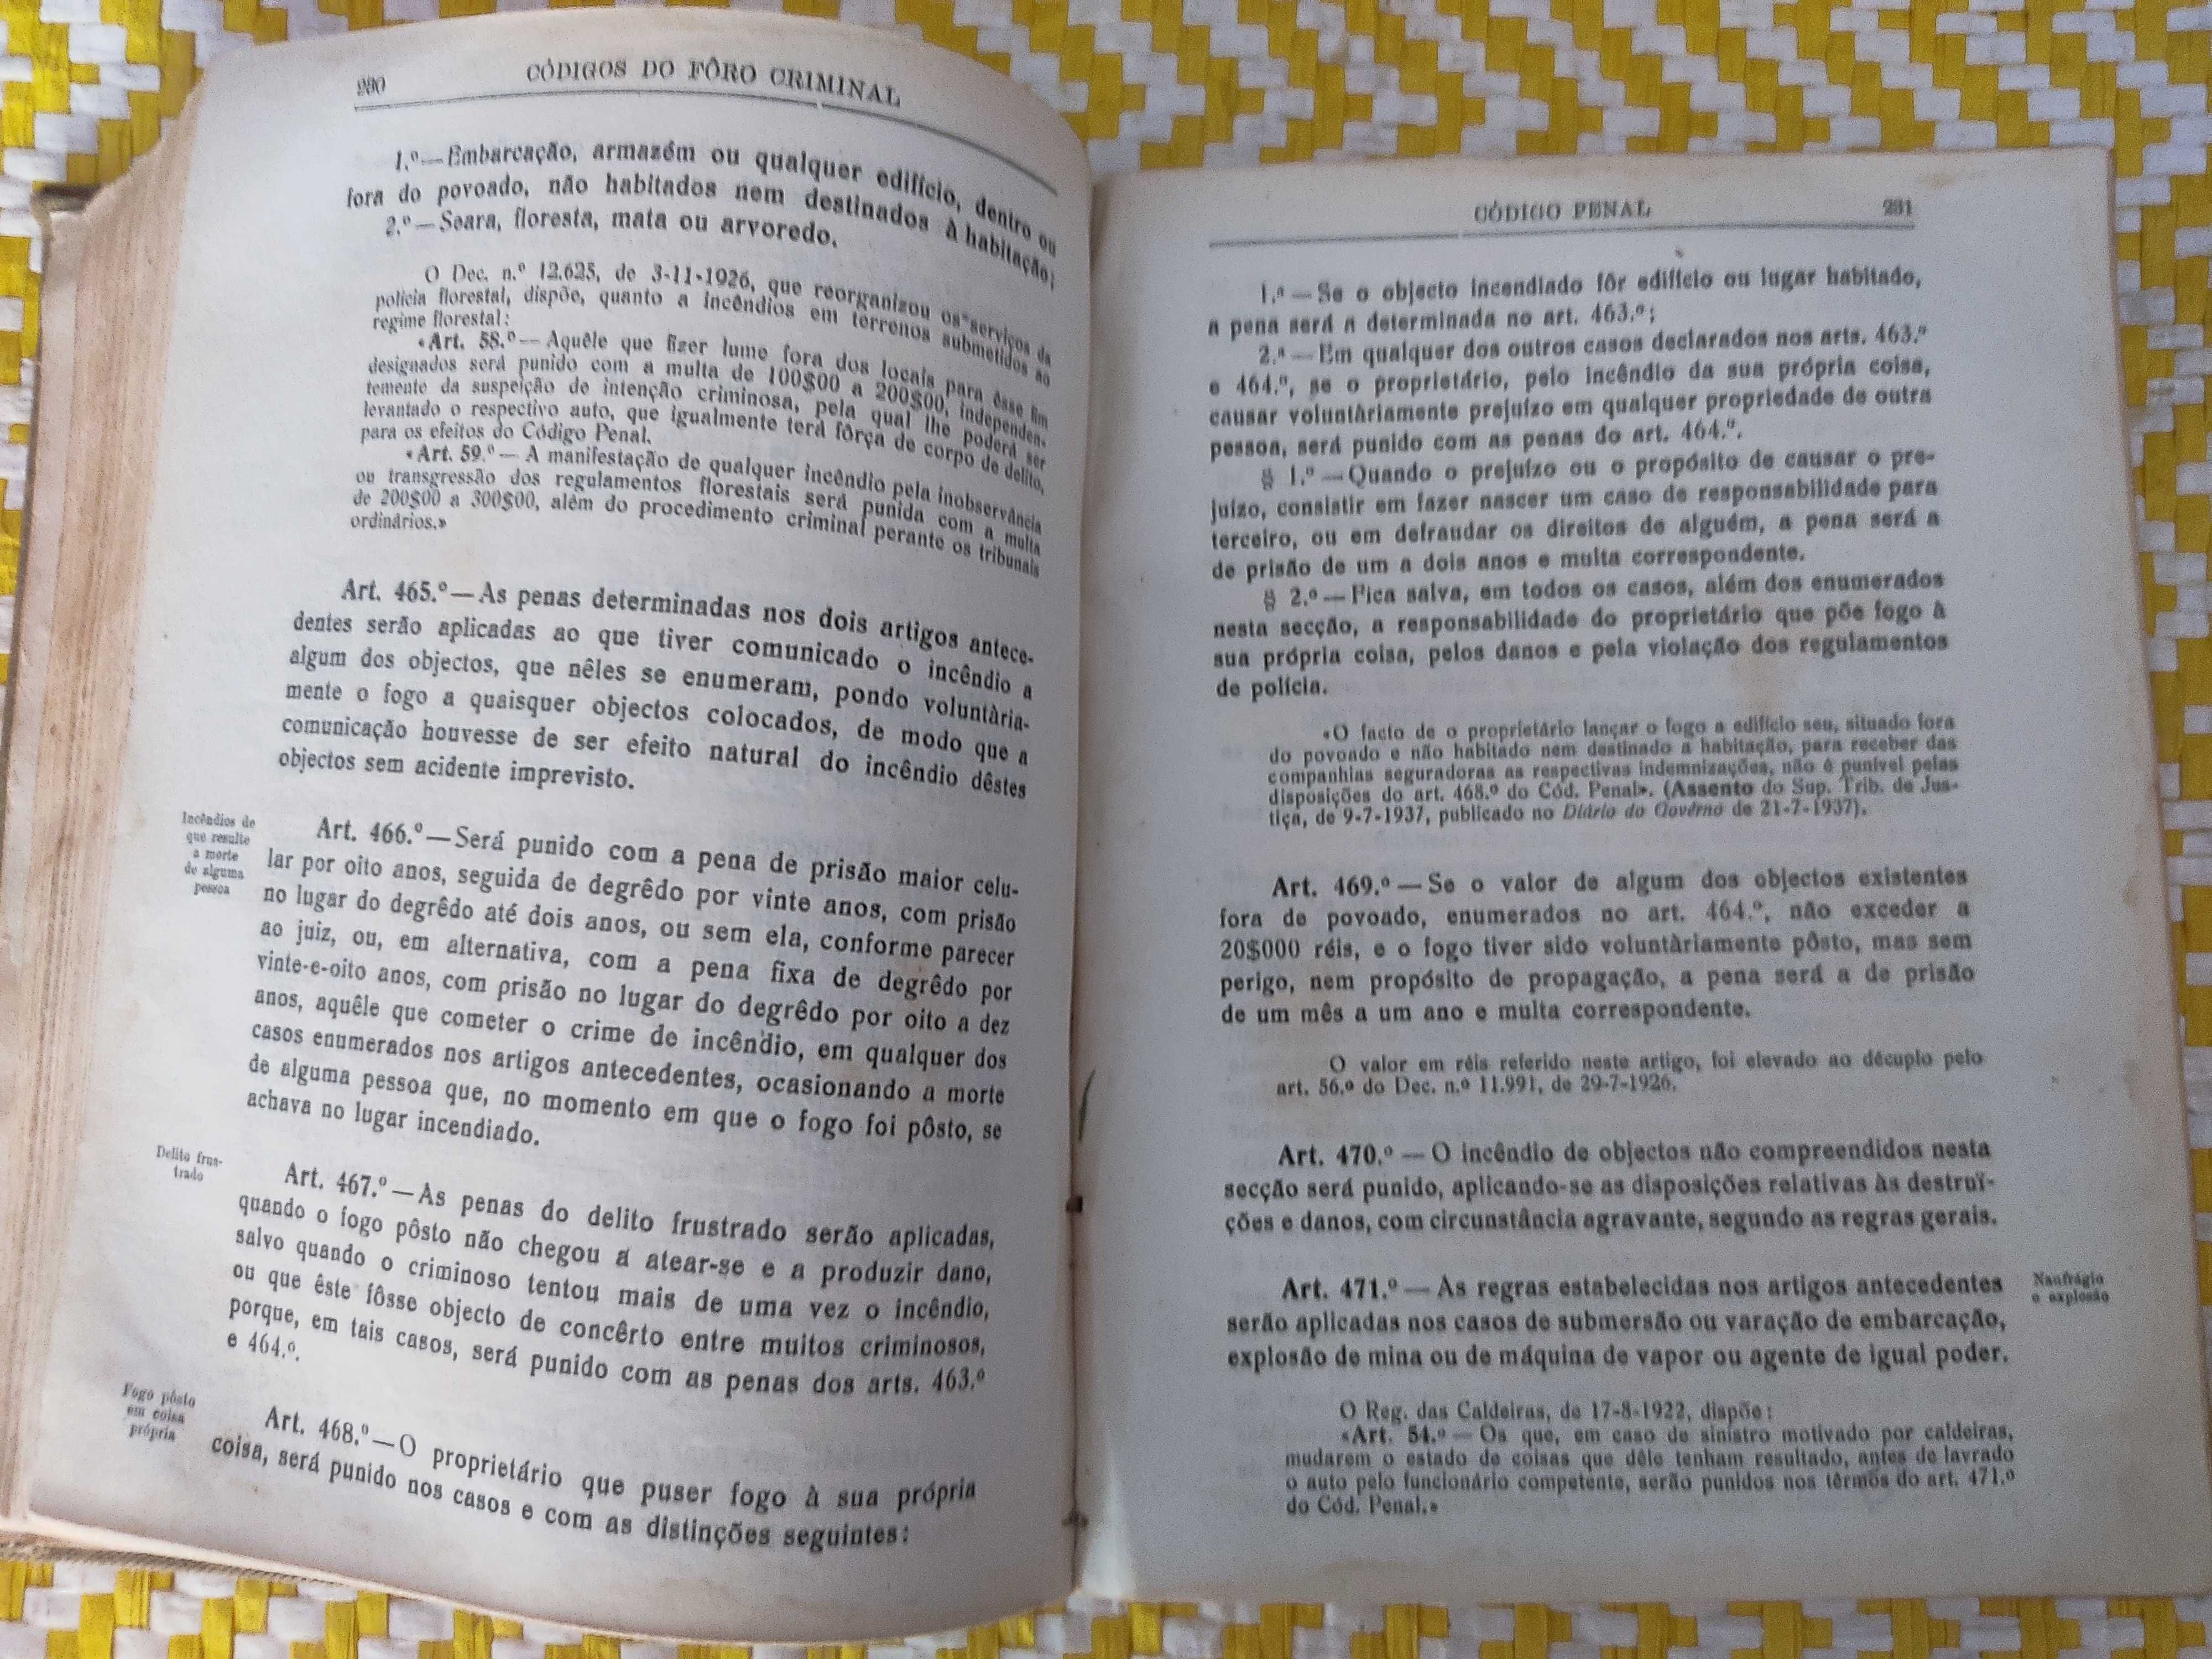 230
CÓDIGOS DO FÔRO CRIMINAL
1.º—Embarcação, armazém ou qualquer edifício, dentro ou
fora do povoado, não habitados nem destinados à habitação;
2.º—Seara, floresta, mata ou arvoredo.
O Dec. n.º 12.625, de 3-11-1926, que reorganizou os serviços da
polícia florestal, dispõe, quanto a incêndios em terrenos submetidos ao
regime florestal:
«Art. 58.º—Aquêle que fizer lume fora dos locais para êsse fim
designados será punido com a multa de 100$00 a 200$00, independen-
temente da suspeição de intenção criminosa, pela qual lhe poderá ser
levantado o respectivo auto, que igualmente terá fôrça de corpo de delito,
para os efeitos do Código Penal.
«Art. 59.º—A manifestação de qualquer incêndio pela inobservância
ou transgressão dos regulamentos florestais será punida com a multa
de 200$00 a 300$00, além do procedimento criminal perante os tribunais
ordinários.»
Art. 465.º—As penas determinadas nos dois artigos antece-
dentes serão aplicadas ao que tiver comunicado o incêndio a
algum dos objectos, que nêles se enumeram, pondo voluntària-
mente o fogo a quaisquer objectos colocados, de modo que a
comunicação houvesse de ser efeito natural do incêndio dêstes
objectos sem acidente imprevisto.
Incêndios de
que resulte
a morte
de alguma
pessoa
Art. 466.º—Será punido com a pena de prisão maior celu-
lar por oito anos, seguida de degrêdo por vinte anos, com prisão
no lugar do degrêdo até dois anos, ou sem ela, conforme parecer
ao juiz, ou, em alternativa, com a pena fixa de degrêdo por
vinte-e-oito anos, com prisão no lugar do degrêdo por oito a dez
anos, aquêle que cometer o crime de incêndio, em qualquer dos
casos enumerados nos artigos antecedentes, ocasionando a morte
de alguma pessoa que, no momento em que o fogo foi pôsto, se
achava no lugar incendiado.
Delito frus-
trado
Art. 467.º—As penas do delito frustrado serão aplicadas,
quando o fogo pôsto não chegou a atear-se e a produzir dano,
salvo quando o criminoso tentou mais de uma vez o incêndio,
ou que êste fôsse objecto de concêrto entre muitos criminosos,
porque, em tais casos, será punido com as penas dos arts. 463.º
e 464.º.
Fogo pôsto
em coisa
própria
Art. 468.º—O proprietário que puser fogo à sua própria
coisa, será punido nos casos e com as distinções seguintes:
CÓDIGO PENAL
231
1.ª—Se o objecto incendiado fôr edifício ou lugar habitado,
a pena será a determinada no art. 463.º;
2.ª—Em qualquer dos outros casos declarados nos arts. 463.º
e 464.º, se o proprietário, pelo incêndio da sua própria coisa,
causar voluntàriamente prejuízo em qualquer propriedade de outra
pessoa, será punido com as penas do art. 464.º.
§ 1.º—Quando o prejuízo ou o propósito de causar o pre-
juízo, consistir em fazer nascer um caso de responsabilidade para
terceiro, ou em defraudar os direitos de alguém, a pena será a
de prisão de um a dois anos e multa correspondente.
§ 2.º—Fica salva, em todos os casos, além dos enumerados
nesta secção, a responsabilidade do proprietário que põe fogo à
sua própria coisa, pelos danos e pela violação dos regulamentos
de polícia.
«O facto de o proprietário lançar o fogo a edifício seu, situado fora
do povoado e não habitado nem destinado a habitação, para receber das
companhias seguradoras as respectivas indemnizações, não é punível pelas
disposições do art. 468.º do Cód. Penal». (Assento do Sup. Trib. de Jus-
tiça, de 9-7-1937, publicado no Diário do Govêrno de 21-7-1937).
Art. 469.º—Se o valor de algum dos objectos existentes
fora de povoado, enumerados no art. 464.º, não exceder a
20$000 réis, e o fogo tiver sido voluntàriamente pôsto, mas sem
perigo, nem propósito de propagação, a pena será a de prisão
de um mês a um ano e multa correspondente.
O valor em réis referido neste artigo, foi elevado ao décuplo pelo
art. 56.º do Dec. n.º 11.991, de 29-7-1926.
Art. 470.º—O incêndio de objectos não compreendidos nesta
secção será punido, aplicando-se as disposições relativas às destruï-
ções e danos, com circunstância agravante, segundo as regras gerais.
Art. 471.º—As regras estabelecidas nos artigos antecedentes
serão aplicadas nos casos de submersão ou varação de embarcação,
explosão de mina ou de máquina de vapor ou agente de igual poder.
Naufrágio
e explosão
O Reg. das Caldeiras, de 17-8-1922, dispõe:
«Art. 54.º—Os que, em caso de sinistro motivado por caldeiras,
mudarem o estado de coisas que dêle tenham resultado, antes de lavrado
o auto pelo funcionário competente, serão punidos nos têrmos do art. 471.º
do Cód. Penal.»